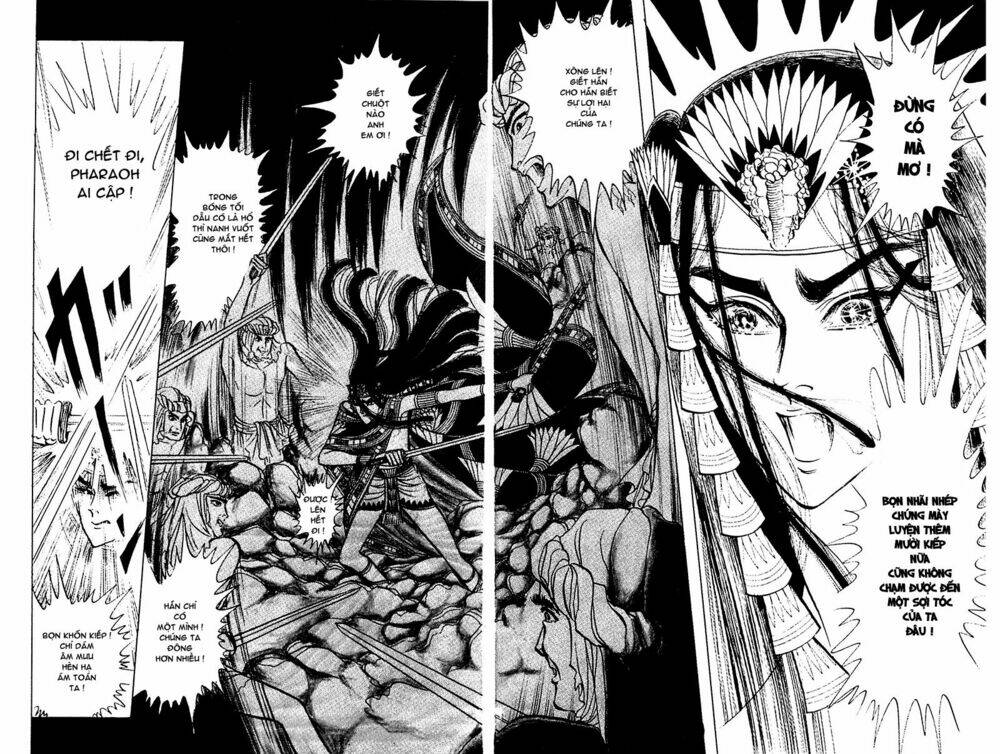 ĐỪNG
CÓ
MÀ
MƠ !
BỌN NHÃI NHÉP
CHÚNG MÀY
LUYỆN THÊM
MƯỜI KIẾP
NỮA
CŨNG KHÔNG
CHẠM ĐƯỢC ĐẾN
MỘT SỢI TÓC
CỦA TA
ĐÂU !
XÔNG LÊN !
GIẾT HẮN
CHO HẮN BIẾT
SỰ LỢI HẠI
CỦA
CHÚNG TA !
GIẾT
CHUỘT
NÀO
ANH
EM ƠI !
TRONG
BÓNG TỐI
DẪU CÓ LÀ HỔ
THÌ NANH VUỐT
CŨNG MẤT HẾT
THÔI !
ĐƯỢC
LÊN
HẾT
ĐI !
HẮN CHỈ
CÓ
MỘT MÌNH !
CHÚNG TA
ĐÔNG
HƠN NHIỀU !
ĐI CHẾT ĐI,
PHARAOH
AI CẬP !
BỌN KHỐN KIẾP !
CHỈ DÁM
ÂM MƯU
HÈN HẠ
ÁM TOÁN
TA !